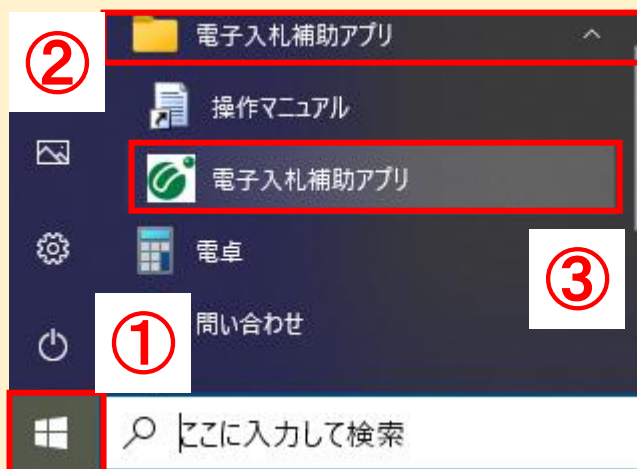 ② 電子入札補助アプリ
操作マニュアル
電子入札補助アプリ
電卓
③
① 問い合わせ
ここに入力して検索